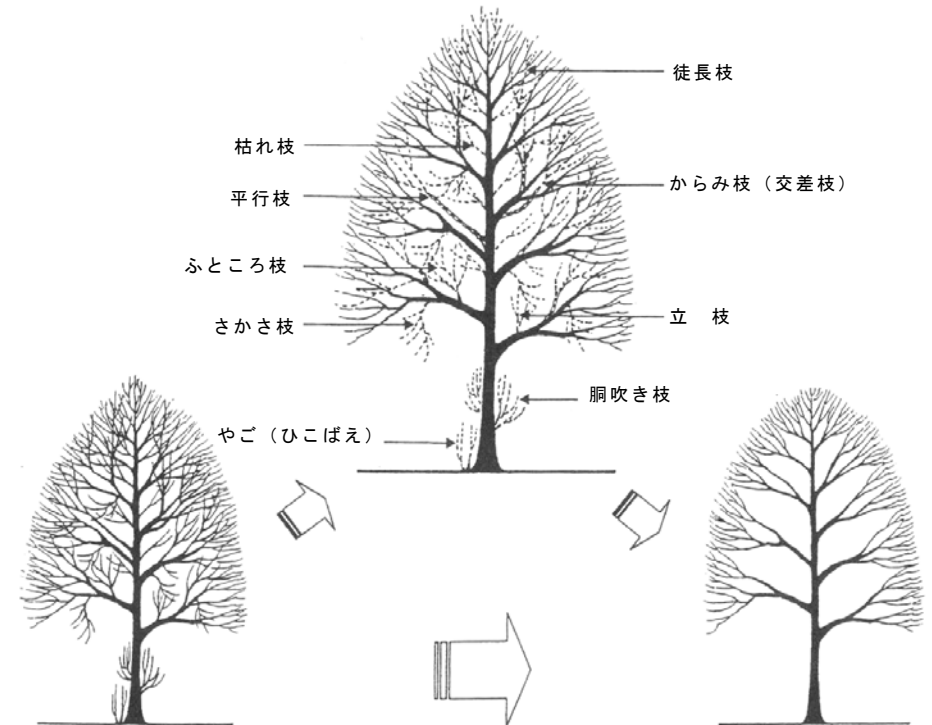 徒長枝
枯れ枝
からみ枝（交差枝）
平行枝
ふところ枝
さかさ枝
立　枝
胴吹き枝
やご（ひこばえ）